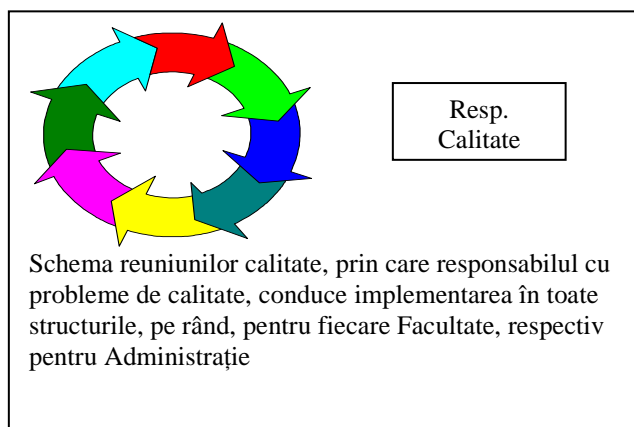 Resp.
Calitate
Schema reuniunilor calitate, prin care responsabilul cu
probleme de calitate, conduce implementarea în toate
structurile, pe rând, pentru fiecare Facultate, respectiv
pentru Administrație